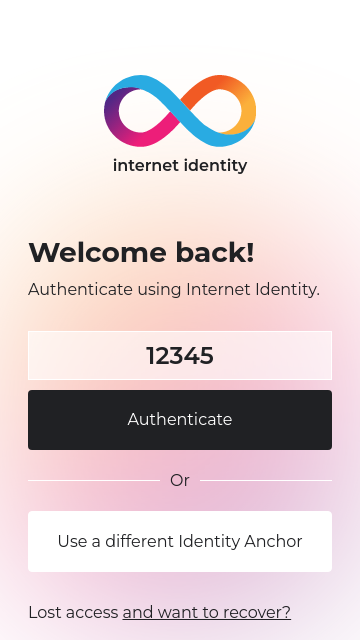 internet identity
Welcome back!
Authenticate using Internet Identity.
12345
Authenticate
Or
Use a different Identity Anchor
Lost access and want to recover?